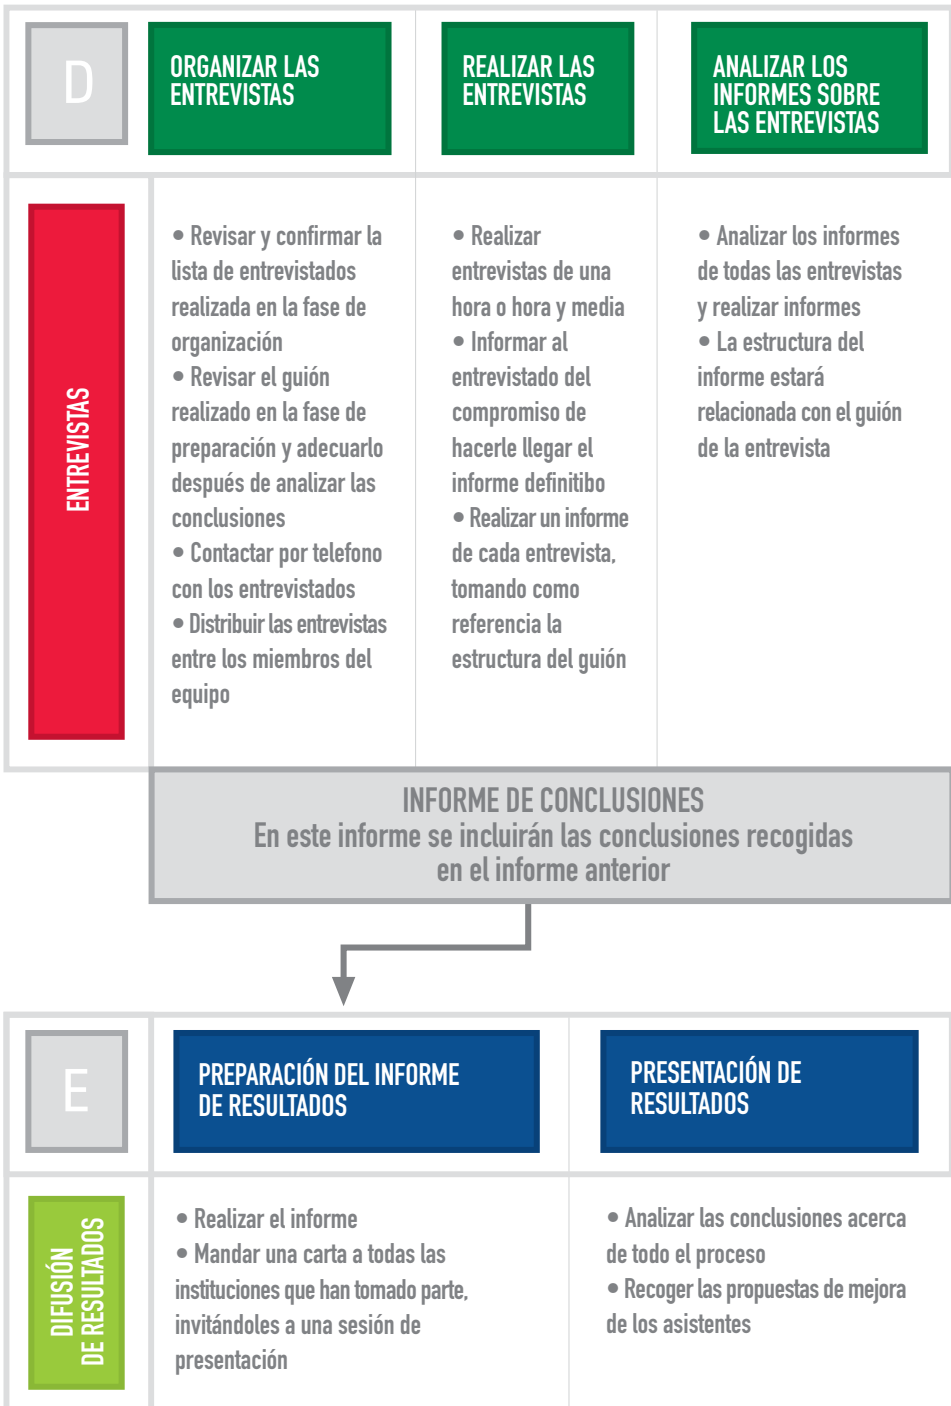 D
ORGANIZAR LAS
ENTREVISTAS
REALIZAR LAS
ENTREVISTAS
ANALIZAR LOS
INFORMES SOBRE
LAS ENTREVISTAS
ENTREVISTAS
• Revisar y confirmar la
lista de entrevistados
realizada en la fase de
organización
• Revisar el guión
realizado en la fase de
preparación y adecuarlo
después de analizar las
conclusiones
• Contactar por telefono
con los entrevistados
• Distribuir las entrevistas
entre los miembros del
equipo
• Realizar
entrevistas de una
hora o hora y media
• Informar al
entrevistado del
compromiso de
hacerle llegar el
informe definitibo
• Realizar un informe
de cada entrevista,
tomando como
referencia la
estructura del guión
• Analizar los informes
de todas las entrevistas
y realizar informes
• La estructura del
informe estará
relacionada con el guión
de la entrevista
INFORME DE CONCLUSIONES
En este informe se incluirán las conclusiones recogidas
en el informe anterior
E
PREPARACIÓN DEL INFORME
DE RESULTADOS
PRESENTACIÓN DE
RESULTADOS
DIFUSIÓN
DE RESULTADOS
• Realizar el informe
• Mandar una carta a todas las
instituciones que han tomado parte,
invitándoles a una sesión de
presentación
• Analizar las conclusiones acerca
de todo el proceso
• Recoger las propuestas de mejora
de los asistentes